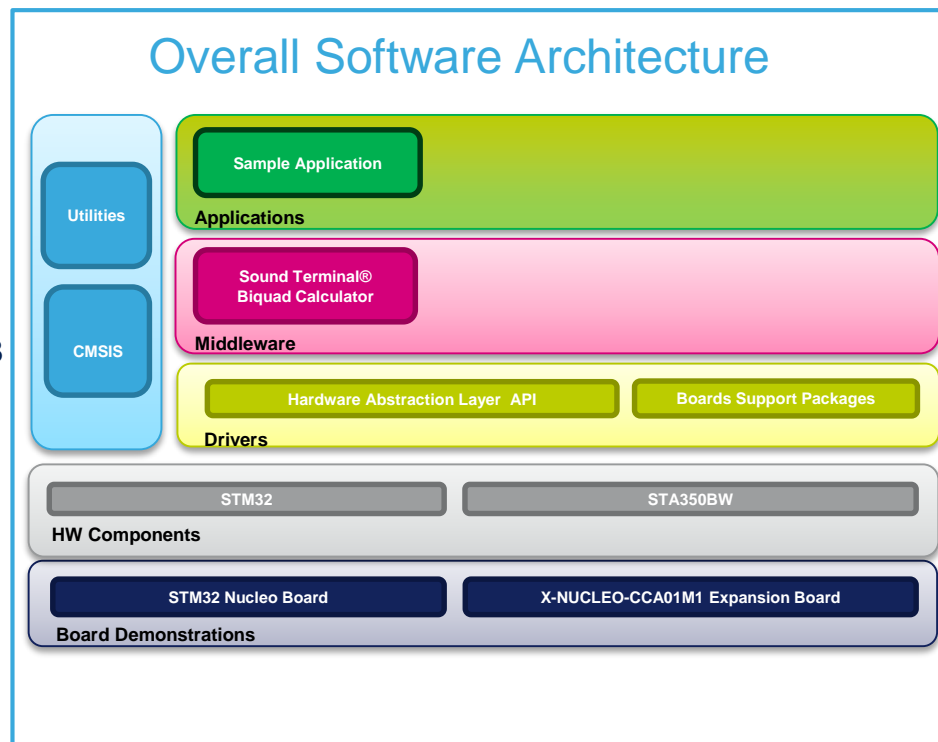 Overall Software Architecture
Utilities
CMSIS
Sample Application
Applications
Sound Terminal®
Biquad Calculator
Middleware
Hardware Abstraction Layer API
Boards Support Packages
Drivers
STM32
STA350BW
HW Components
STM32 Nucleo Board
X-NUCLEO-CCA01M1 Expansion Board
Board Demonstrations